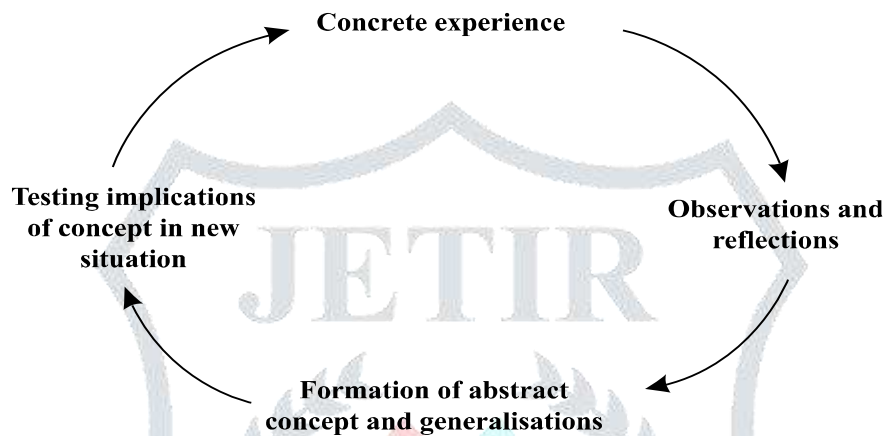 Concrete experience
Observations and
reflections
Formation of abstract
concept and generalisations
Testing implications
of concept in new
situation
JETIR